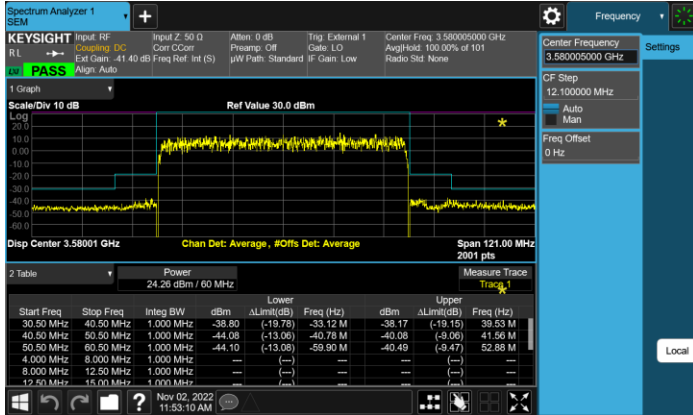 Spectrum Analyzer 1
SEM
+
Frequency
KEYSIGHT Input: RF Input Z: 50 Ω Atten: 0 dB Trig: External 1 Center Freq: 3.580005000 GHz
RL Coupling: DC Corr CCorr Preamp: Off Gate: LO Avg|Hold: 100.00% of 101
Ext Gain: -41.40 dB Freq Ref: Int (S) µW Path: Standard IF Gain: Low Radio Std: None
PASS Align: Auto
Center Frequency
3.580005000 GHz
Settings
CF Step
12.100000 MHz
Auto
Man
Freq Offset
0 Hz
1 Graph
Scale/Div 10 dB Ref Value 30.0 dBm
Log
20.0
10.0
0.00
-10.0
-20.0
-30.0
-40.0
-50.0
-60.0
Disp Center 3.58001 GHz Chan Det: Average, #Offs Det: Average Span 121.00 MHz
2001 pts
2 Table Power Measure Trace
24.26 dBm / 60 MHz Trace 1
Lower Upper
Start Freq Stop Freq Integ BW dBm ΔLimit(dB) Freq (Hz) dBm ΔLimit(dB) Freq (Hz)
30.50 MHz 40.50 MHz 1.000 MHz -38.80 (-19.78) -33.12 M -38.17 (-19.15) 39.53 M
40.50 MHz 50.50 MHz 1.000 MHz -44.08 (-13.06) -40.78 M -40.08 (-9.06) 41.56 M
50.50 MHz 60.50 MHz 1.000 MHz -44.10 (-13.08) -59.90 M -40.49 (-9.47) 52.88 M
4.000 MHz 8.000 MHz 1.000 MHz --- (---) --- --- (---) ---
8.000 MHz 12.50 MHz 1.000 MHz --- (---) --- --- (---) ---
12.50 MHz 15.00 MHz 1.000 MHz --- (---) --- --- (---) ---
Local
? Nov 02, 2022
11:53:10 AM